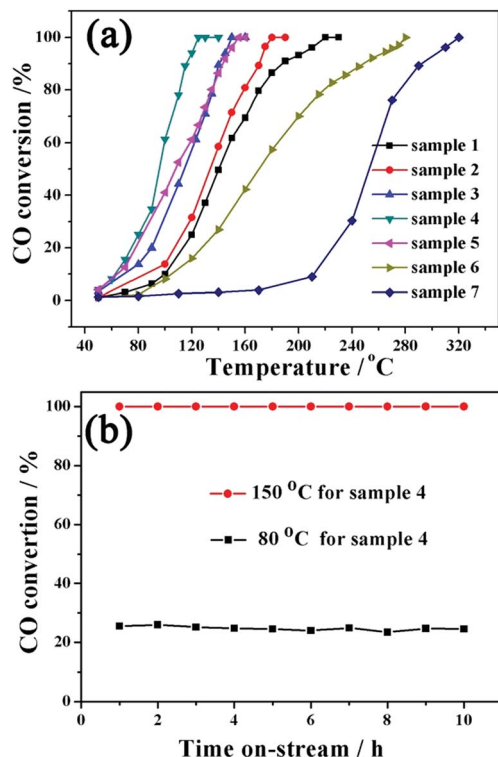 (a)
CO conversion /%
100
80
60
40
20
0
sample 1
sample 2
sample 3
sample 4
sample 5
sample 6
sample 7
40 80 120 160 200 240 280 320
Temperature / °C
(b)
CO convertion / %
100
80
60
40
20
0
150 °C for sample 4
80 °C for sample 4
0 2 4 6 8 10
Time on-stream / h